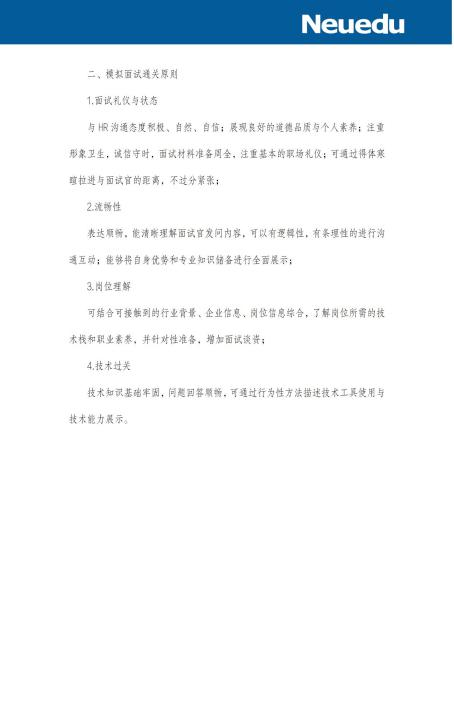 Neuedu
二、模拟面试通关原则
1.面试礼仪与状态
与 HR 沟通态度积极、自然、自信；展现良好的道德品质与个人素养；注重
形象卫生，诚信守时，面试材料准备周全，注重基本的职场礼仪；可通过得体寒
暄拉进与面试官的距离，不过分紧张；
2.流畅性
表达顺畅，能清晰理解面试官发问内容，可以有逻辑性，有条理性的进行沟
通互动；能够将自身优势和专业知识储备进行全面展示；
3.岗位理解
可结合可接触到的行业背景、企业信息、岗位信息综合，了解岗位所需的技
术栈和职业素养，并针对性准备，增加面试谈资；
4.技术过关
技术知识基础牢固，问题回答顺畅，可通过行为性方法描述技术工具使用与
技术能力展示。